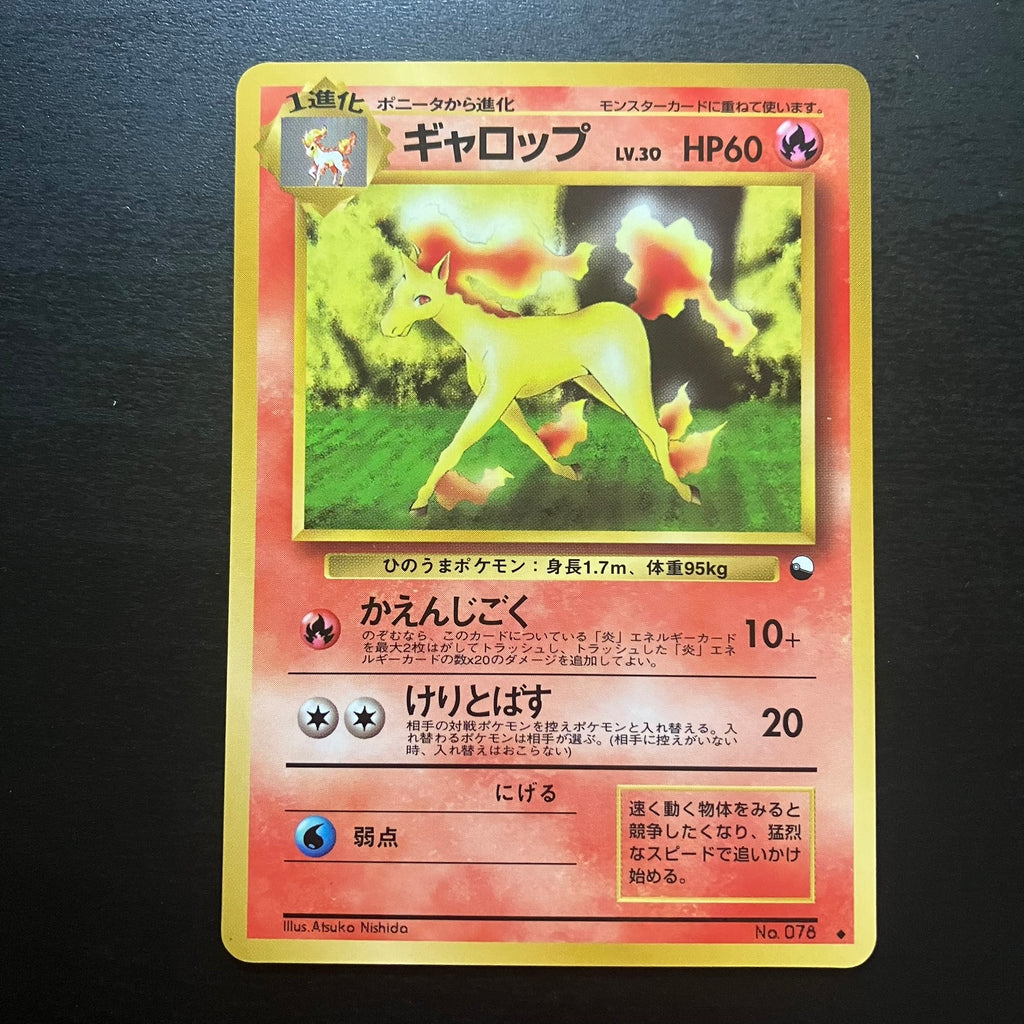 1進化 ポニータから進化 モンスターカードに重ねて使います。
ギャロップ LV.30 HP60
ひのうまポケモン：身長1.7m、体重95kg
かえんじごく
のぞむなら、このカードについている「炎」エネルギーカード
を最大2枚はがしてトラッシュし、トラッシュした「炎」エネ
ルギーカードの数x20のダメージを追加してよい。
10+
けりとばす
相手の対戦ポケモンを控えポケモンと入れ替える。入
れ替わるポケモンは相手が選ぶ。(相手に控えがいない
時、入れ替えはおこらない)
20
にげる
弱点
速く動く物体をみると
競争したくなり、猛烈
なスピードで追いかけ
始める。
Illus.Atsuko Nishida
No. 078